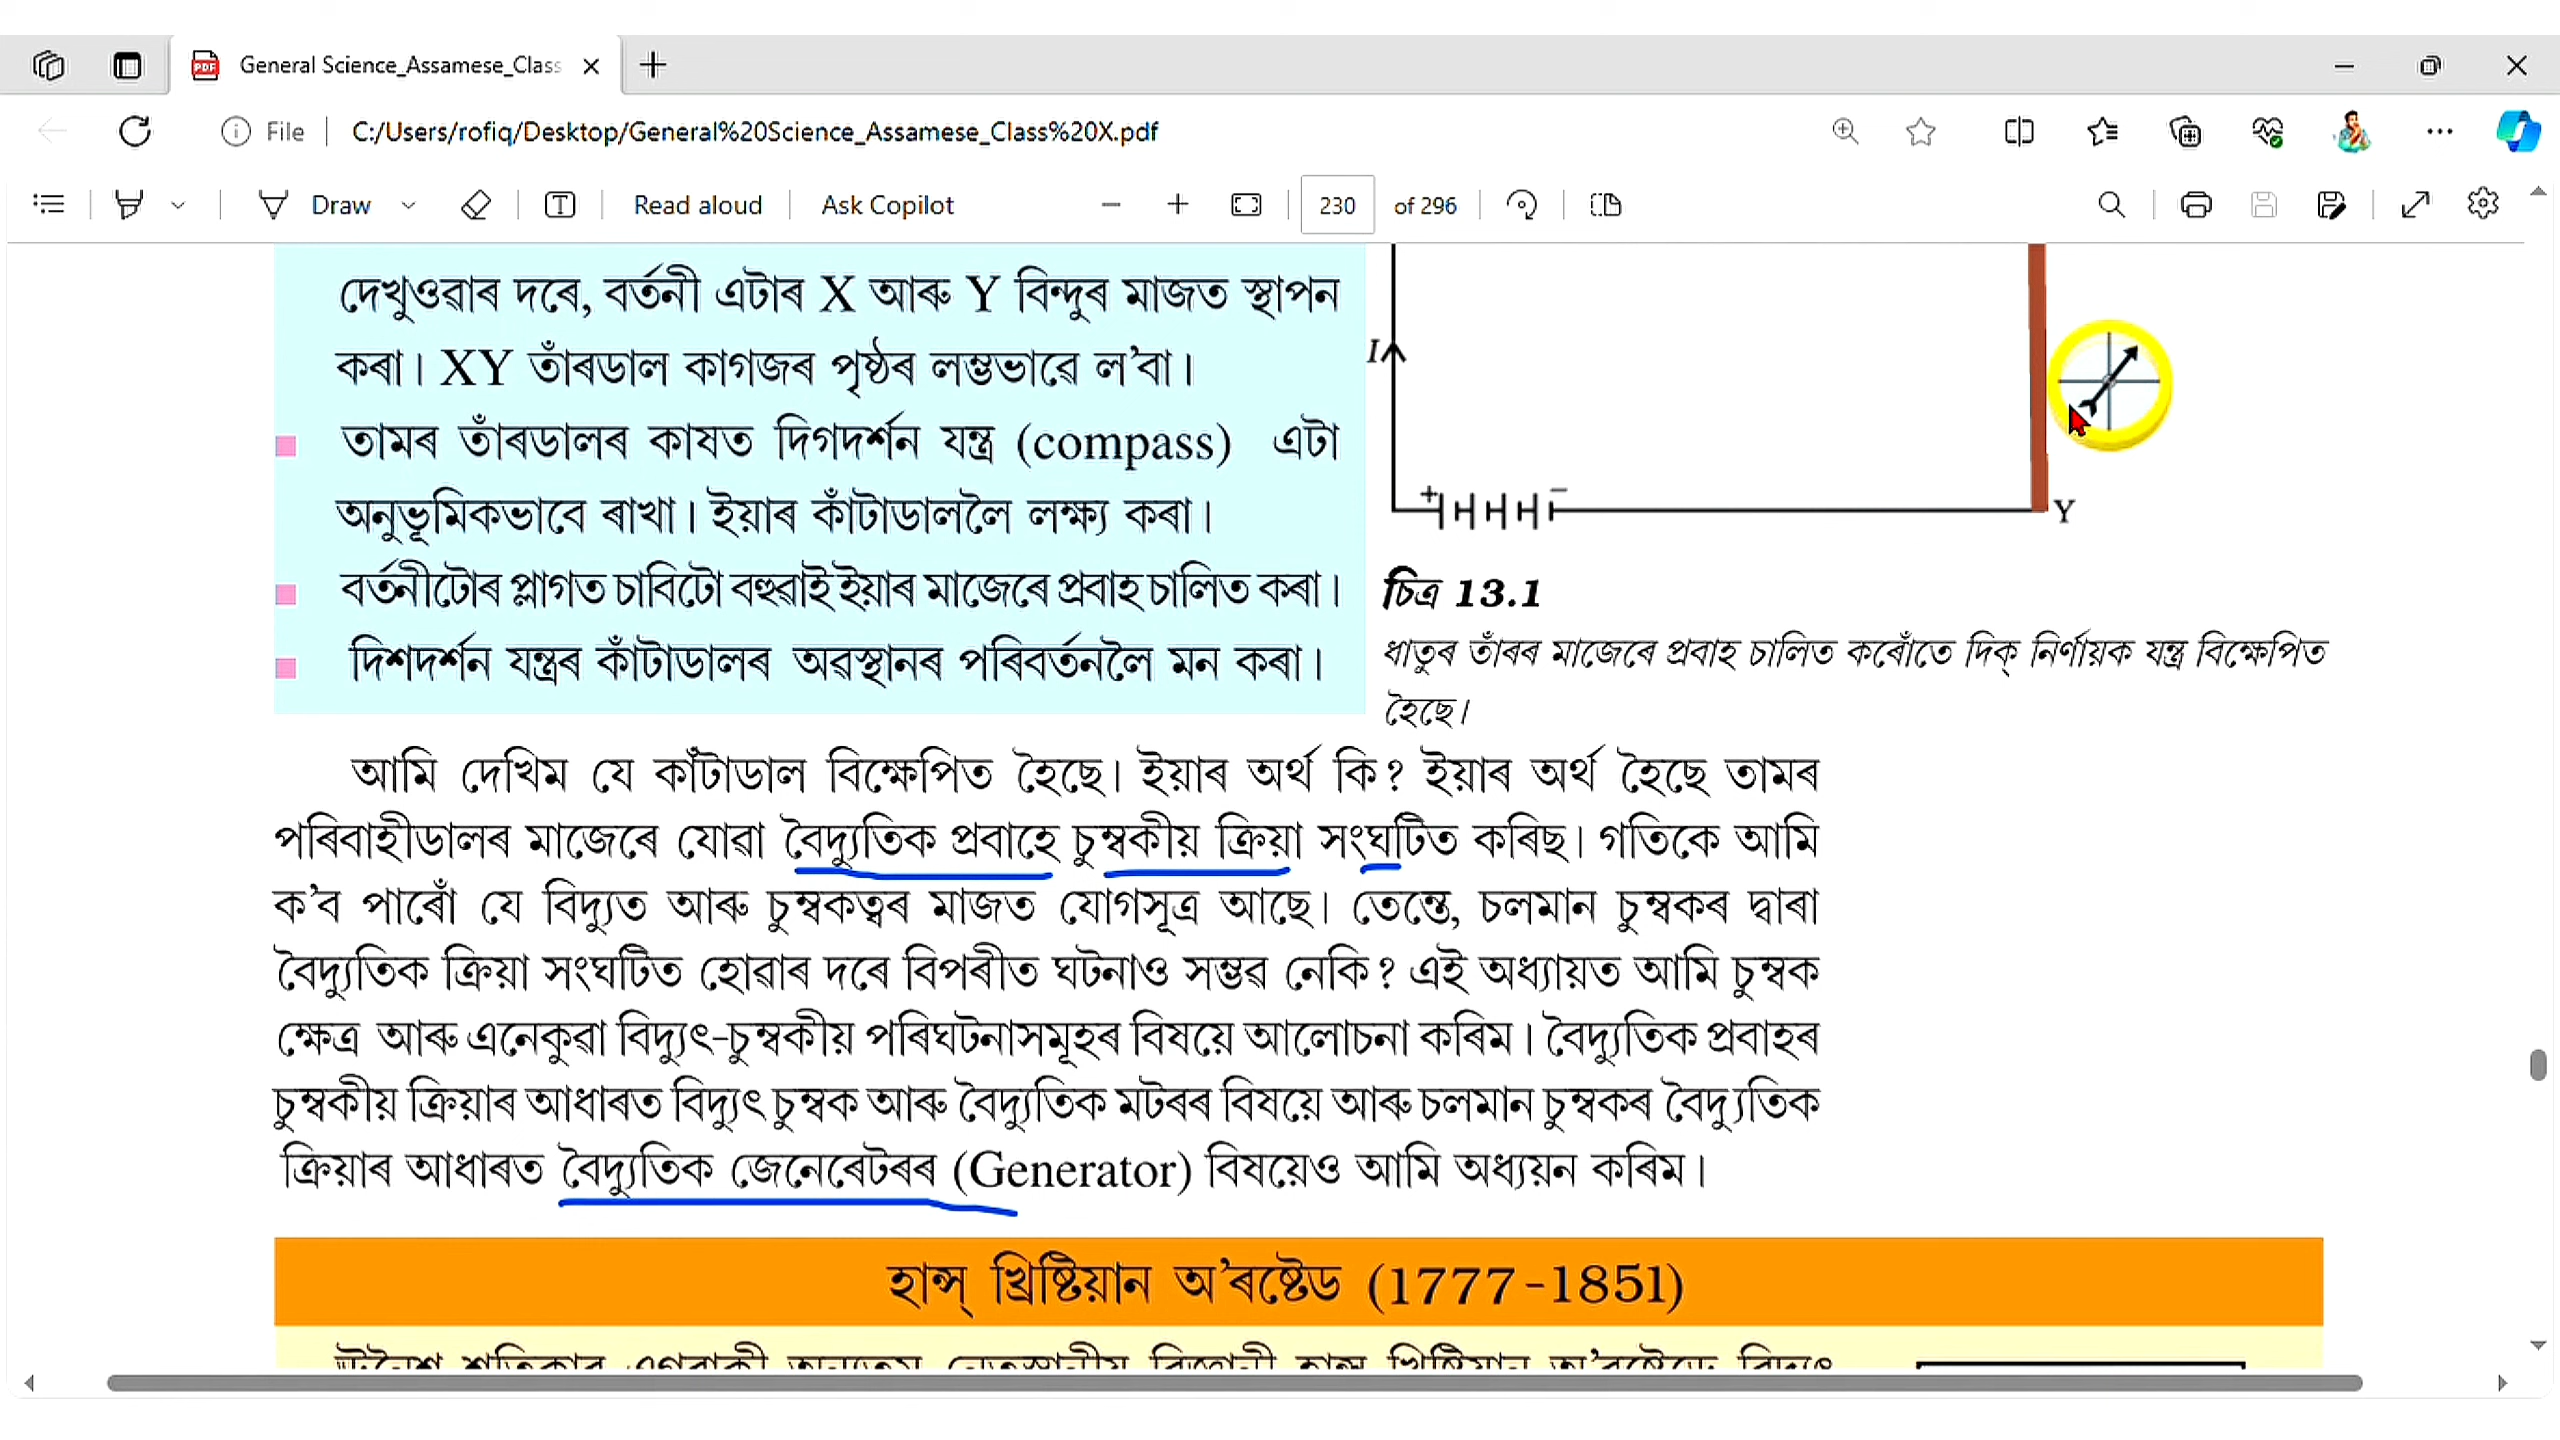 General Science_Assamese_Class
File
C:/Users/rofiq/Desktop/General%20Science_Assamese_Class%20X.pdf
Draw
Read aloud
Ask Copilot
230
of 296
দেখুওৱাৰ দৰে, বৰ্তনী এটাৰ X আৰু Y বিন্দুৰ মাজত স্থাপন
কৰা। XY তাঁৰডাল কাগজৰ পৃষ্ঠৰ লম্ভভাৱে ল’বা।
তামৰ তাঁৰডালৰ কাষত দিগদৰ্শন যন্ত্ৰ (compass) এটা
অনুভূমিকভাবে ৰাখা। ইয়াৰ কাঁটাডাললৈ লক্ষ্য কৰা।
বৰ্তনীটোৰ প্লাগত চাবিটো বহুৱাই ইয়াৰ মাজেৰে প্ৰবাহ চালিত কৰা।
দিশদৰ্শন যন্ত্ৰৰ কাঁটাডালৰ অৱস্থানৰ পৰিবৰ্তনলৈ মন কৰা।
I
+
−
Y
চিত্ৰ 13.1
ধাতুৰ তাঁৰৰ মাজেৰে প্ৰবাহ চালিত কৰোঁতে দিক্ নিৰ্ণায়ক যন্ত্ৰ বিক্ষেপিত
হৈছে।
আমি দেখিম যে কাঁটাডাল বিক্ষেপিত হৈছে। ইয়াৰ অৰ্থ কি? ইয়াৰ অৰ্থ হৈছে তামৰ
পৰিবাহীডালৰ মাজেৰে যোৱা বৈদ্যুতিক প্ৰবাহে চুম্বকীয় ক্ৰিয়া সংঘটিত কৰিছ। গতিকে আমি
ক’ব পাৰোঁ যে বিদ্যুত আৰু চুম্বকত্বৰ মাজত যোগসূত্ৰ আছে। তেন্তে, চলমান চুম্বকৰ দ্বাৰা
বৈদ্যুতিক ক্ৰিয়া সংঘটিত হোৱাৰ দৰে বিপৰীত ঘটনাও সম্ভৱ নেকি? এই অধ্যায়ত আমি চুম্বক
ক্ষেত্ৰ আৰু এনেকুৱা বিদ্যুৎ-চুম্বকীয় পৰিঘটনাসমূহৰ বিষয়ে আলোচনা কৰিম। বৈদ্যুতিক প্ৰবাহৰ
চুম্বকীয় ক্ৰিয়াৰ আধাৰত বিদ্যুৎ চুম্বক আৰু বৈদ্যুতিক মটৰৰ বিষয়ে আৰু চলমান চুম্বকৰ বৈদ্যুতিক
ক্ৰিয়াৰ আধাৰত বৈদ্যুতিক জেনেৰেটৰৰ (Generator) বিষয়েও আমি অধ্যয়ন কৰিম।
হান্স্ খ্ৰিষ্টিয়ান অ’ৰষ্টেড (1777-1851)